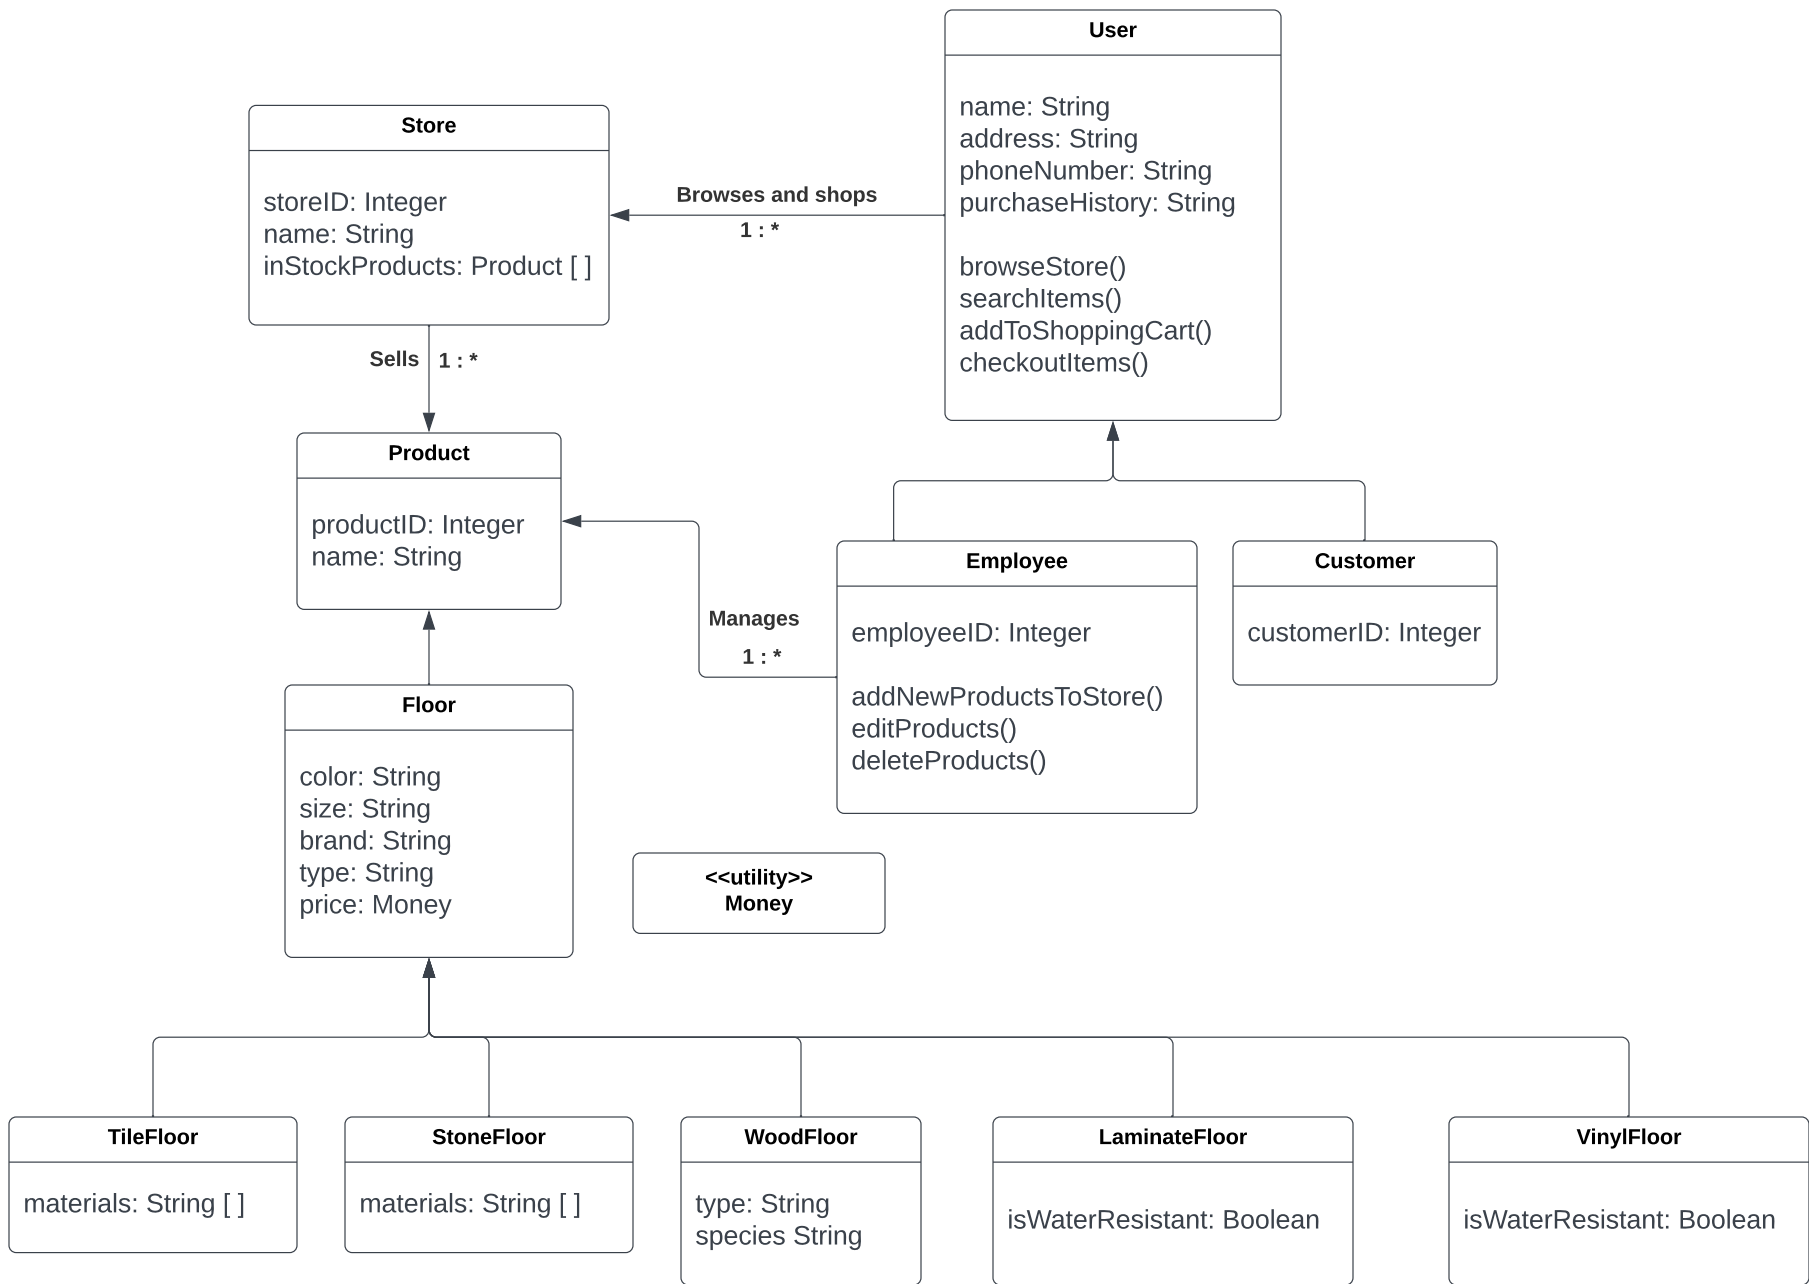 User
name: String
address: String
phoneNumber: String
purchaseHistory: String
browseStore()
searchItems()
addToShoppingCart()
checkoutItems()
Store
storeID: Integer
name: String
inStockProducts: Product [ ]
Browses and shops
1 : *
Sells
1 : *
Product
productID: Integer
name: String
Manages
1 : *
Employee
employeeID: Integer
addNewProductsToStore()
editProducts()
deleteProducts()
Customer
customerID: Integer
Floor
color: String
size: String
brand: String
type: String
price: Money
<<utility>>
Money
TileFloor
materials: String [ ]
StoneFloor
materials: String [ ]
WoodFloor
type: String
species String
LaminateFloor
isWaterResistant: Boolean
VinylFloor
isWaterResistant: Boolean